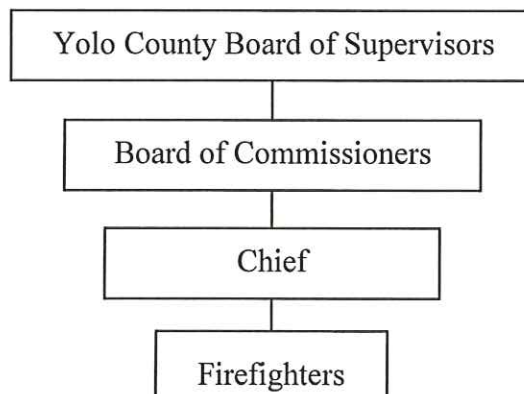 Yolo County Board of Supervisors
Board of Commissioners
Chief
Firefighters